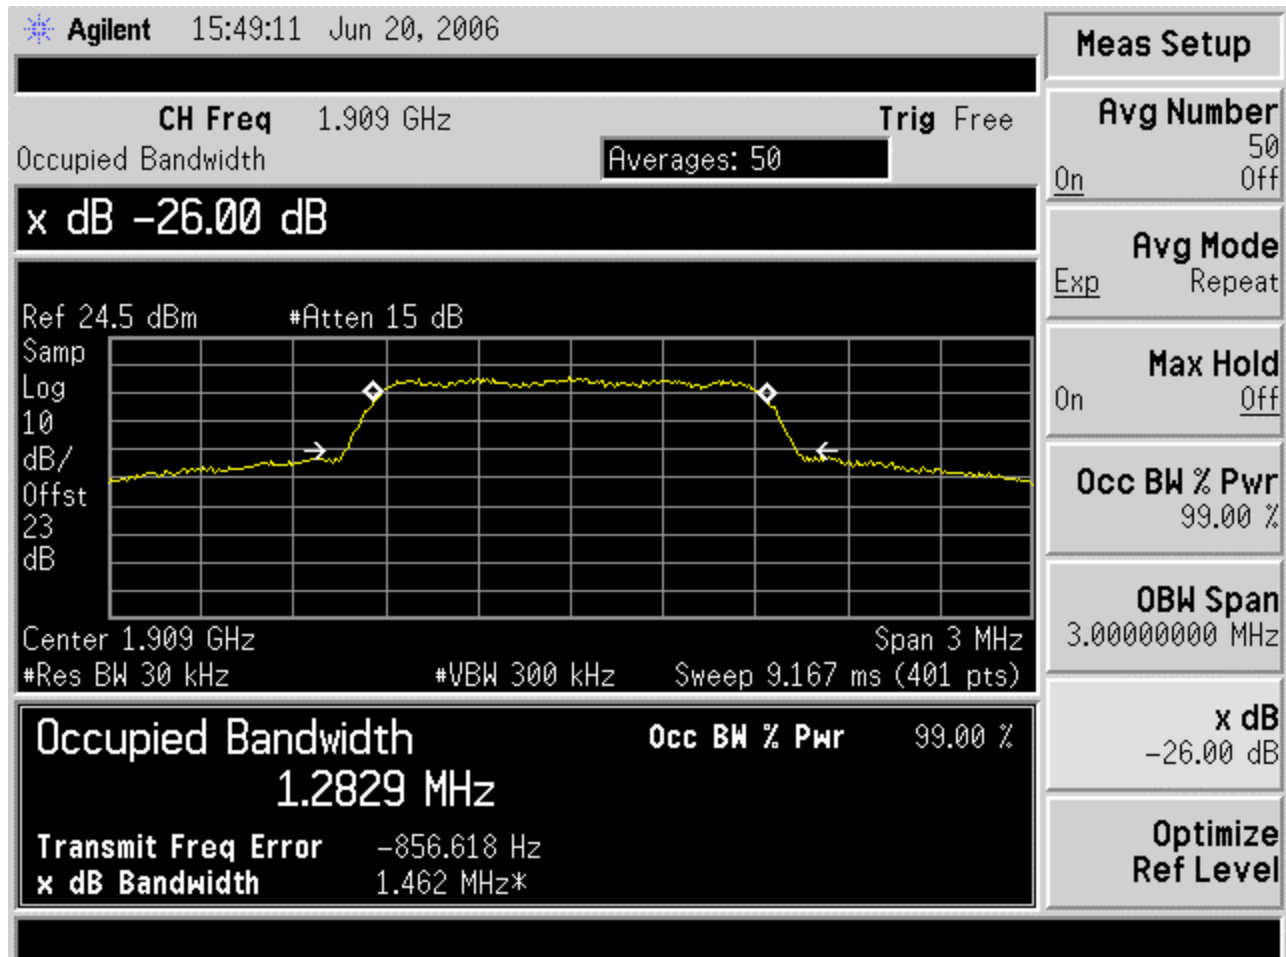 Agilent 15:49:11 Jun 20, 2006
Meas Setup
CH Freq 1.909 GHz
Trig Free
Occupied Bandwidth
Averages: 50
x dB -26.00 dB
Ref 24.5 dBm #Atten 15 dB
Samp
Log
10
dB/
Offst
23
dB
Center 1.909 GHz
Span 3 MHz
#Res BW 30 kHz
#VBW 300 kHz
Sweep 9.167 ms (401 pts)
Occupied Bandwidth
Occ BW % Pwr 99.00 %
1.2829 MHz
Transmit Freq Error -856.618 Hz
x dB Bandwidth 1.462 MHz*
Avg Number
50
On Off
Avg Mode
Exp Repeat
Max Hold
On Off
Occ BW % Pwr
99.00 %
OBW Span
3.00000000 MHz
x dB
-26.00 dB
Optimize
Ref Level